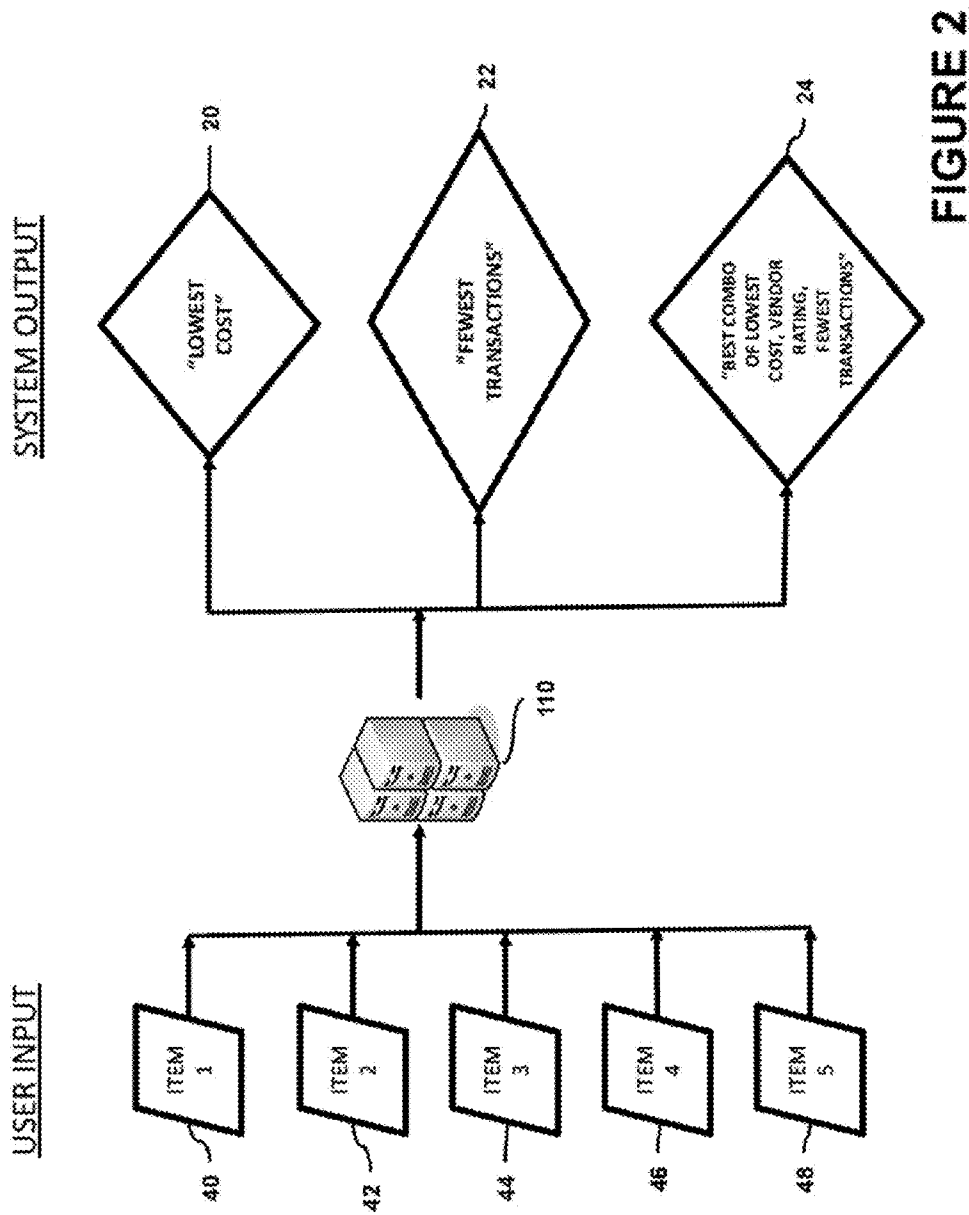 USER INPUT
SYSTEM OUTPUT
40
ITEM
1
42
ITEM
2
44
ITEM
3
46
ITEM
4
48
ITEM
5
110
"LOWEST
COST"
20
"FEWEST
TRANSACTIONS"
22
"BEST COMBO
OF LOWEST
COST, VENDOR
RATING,
FEWEST
TRANSACTIONS"
24
FIGURE 2